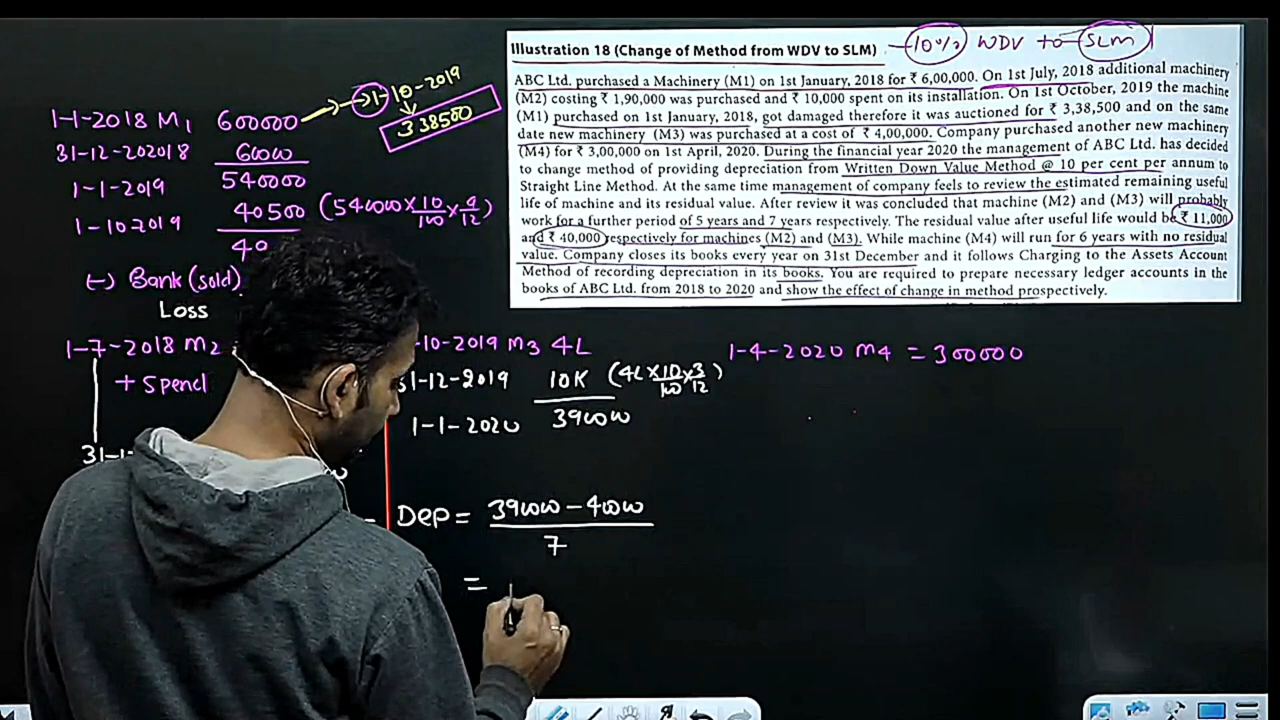 Illustration 18 (Change of Method from WDV to SLM) — 10% WDV to SLM
ABC Ltd. purchased a Machinery (M1) on 1st January, 2018 for ₹ 6,00,000. On 1st July, 2018 additional machinery
(M2) costing ₹ 1,90,000 was purchased and ₹ 10,000 spent on its installation. On 1st October, 2019 the machine
(M1) purchased on 1st January, 2018, got damaged therefore it was auctioned for ₹ 3,38,500 and on the same
date new machinery (M3) was purchased at a cost of ₹ 4,00,000. Company purchased another new machinery
(M4) for ₹ 3,00,000 on 1st April, 2020. During the financial year 2020 the management of ABC Ltd. has decided
to change method of providing depreciation from Written Down Value Method @ 10 per cent per annum to
Straight Line Method. At the same time management of company feels to review the estimated remaining useful
life of machine and its residual value. After review it was concluded that machine (M2) and (M3) will probably
work for a further period of 5 years and 7 years respectively. The residual value after useful life would be ₹ 11,000
and ₹ 40,000 respectively for machines (M2) and (M3). While machine (M4) will run for 6 years with no residual
value. Company closes its books every year on 31st December and it follows Charging to the Assets Account
Method of recording depreciation in its books. You are required to prepare necessary ledger accounts in the
books of ABC Ltd. from 2018 to 2020 and show the effect of change in method prospectively.
1-10-2019
338500
1-1-2018 M1 600000
31-12-202018 60000
1-1-2019 540000
1-10-2019 40500 (540000 × 10/100 × 9/12)
(-) Bank (sold)
Loss
1-7-2018 M2
+ Spend
-10-2019 M3 4L
31-12-2019 10K (4L × 10/100 × 3/12)
1-1-2020 390000
Dep = 390000 - 40000
7
=
1-4-2020 M4 = 300000